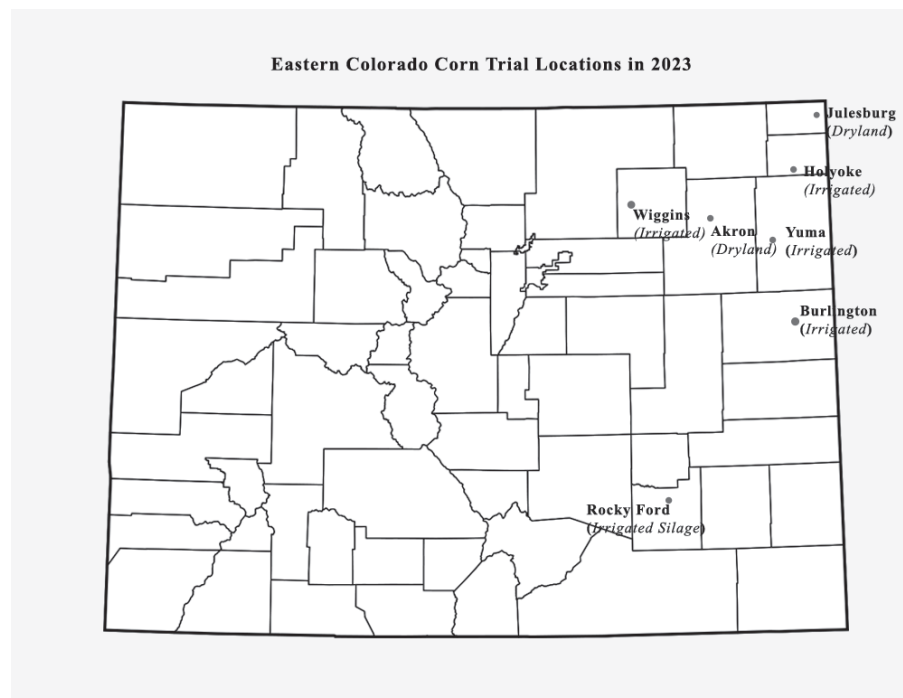 Eastern Colorado Corn Trial Locations in 2023
Julesburg
(Dryland)
Holyoke
(Irrigated)
Wiggins
(Irrigated)
Akron
(Dryland)
Yuma
(Irrigated)
Burlington
(Irrigated)
Rocky Ford
(Irrigated Silage)